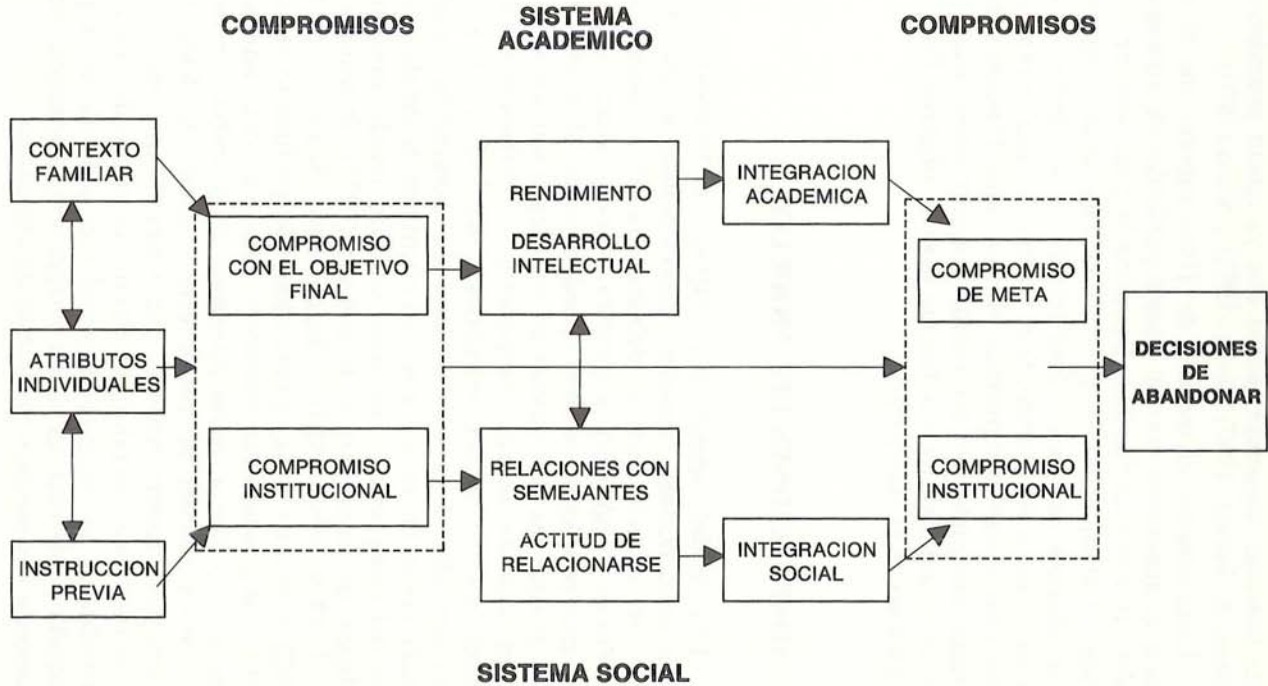 COMPROMISOS
SISTEMA
ACADEMICO
COMPROMISOS
CONTEXTO
FAMILIAR
ATRIBUTOS
INDIVIDUALES
INSTRUCCION
PREVIA
COMPROMISO
CON EL OBJETIVO
FINAL
COMPROMISO
INSTITUCIONAL
RENDIMIENTO
DESARROLLO
INTELECTUAL
RELACIONES CON
SEMEJANTES
ACTITUD DE
RELACIONARSE
INTEGRACION
ACADEMICA
INTEGRACION
SOCIAL
COMPROMISO
DE META
COMPROMISO
INSTITUCIONAL
DECISIONES
DE
ABANDONAR
SISTEMA SOCIAL